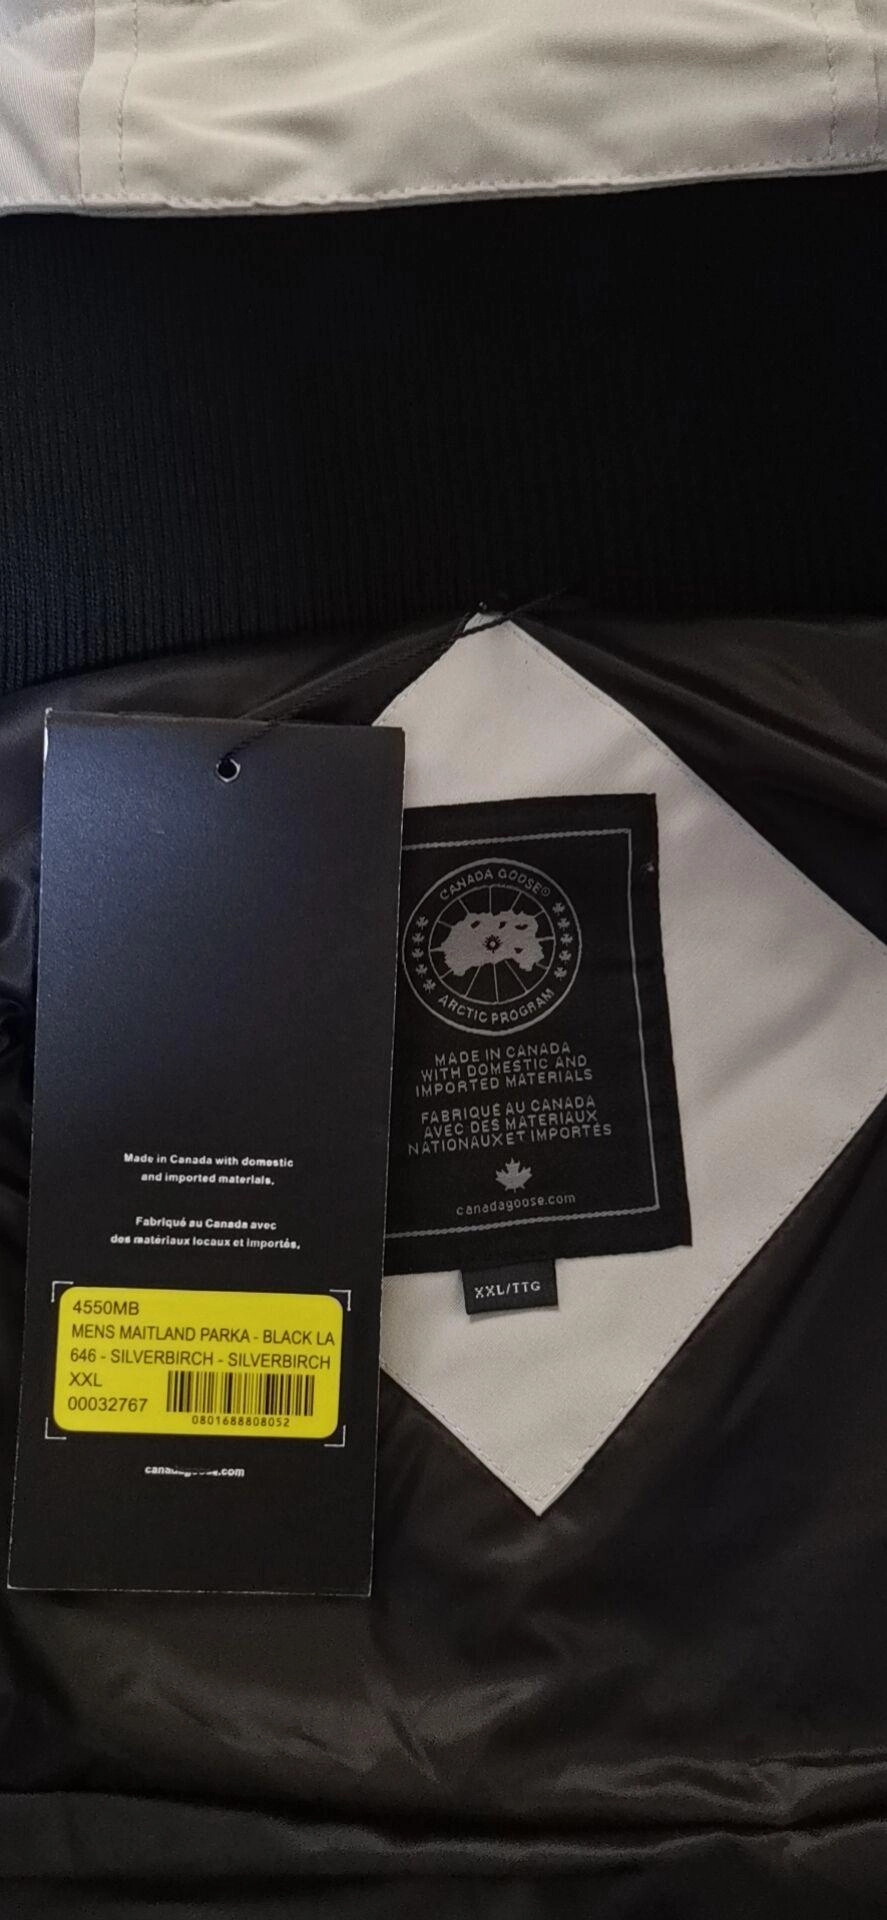 CANADA GOOSE®
ARCTIC PROGRAM
MADE IN CANADA
WITH DOMESTIC AND
IMPORTED MATERIALS
FABRIQUÉ AU CANADA
AVEC DES MATERIAUX
NATIONAUX ET IMPORTÉS
canadagoose.com
XXL/TTG
Made in Canada with domestic
and imported materials.
Fabriqué au Canada avec
des matériaux locaux et importés.
4550MB
MENS MAITLAND PARKA - BLACK LA
646 - SILVERBIRCH - SILVERBIRCH
XXL
00032767
0801688808052
canadagoose.com